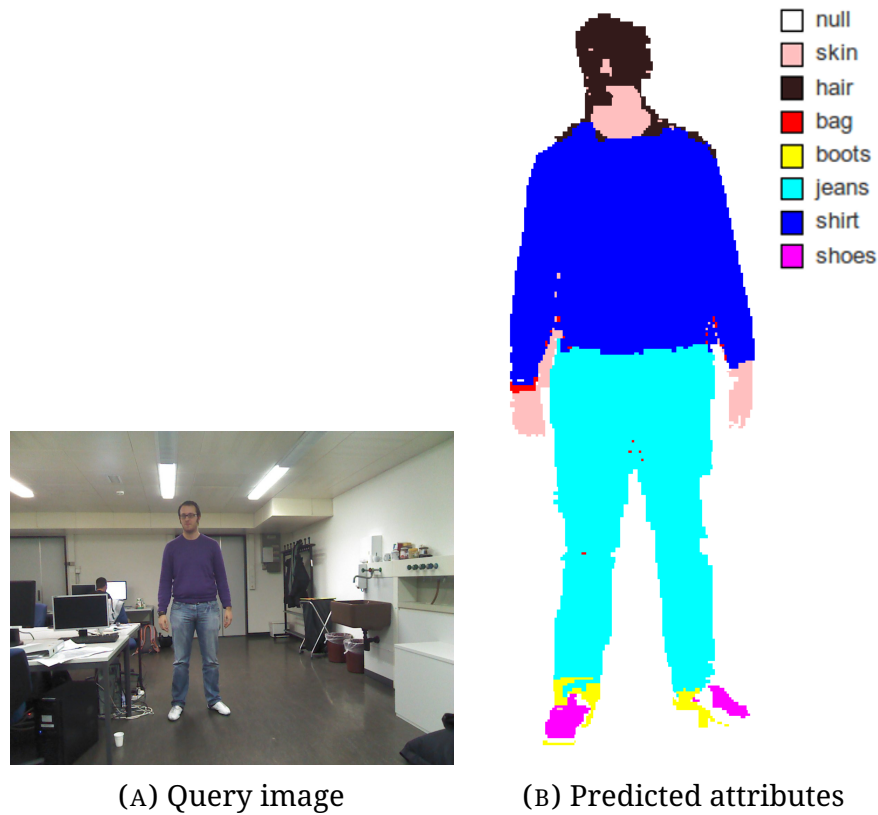 null
skin
hair
bag
boots
jeans
shirt
shoes
(A) Query image
(B) Predicted attributes